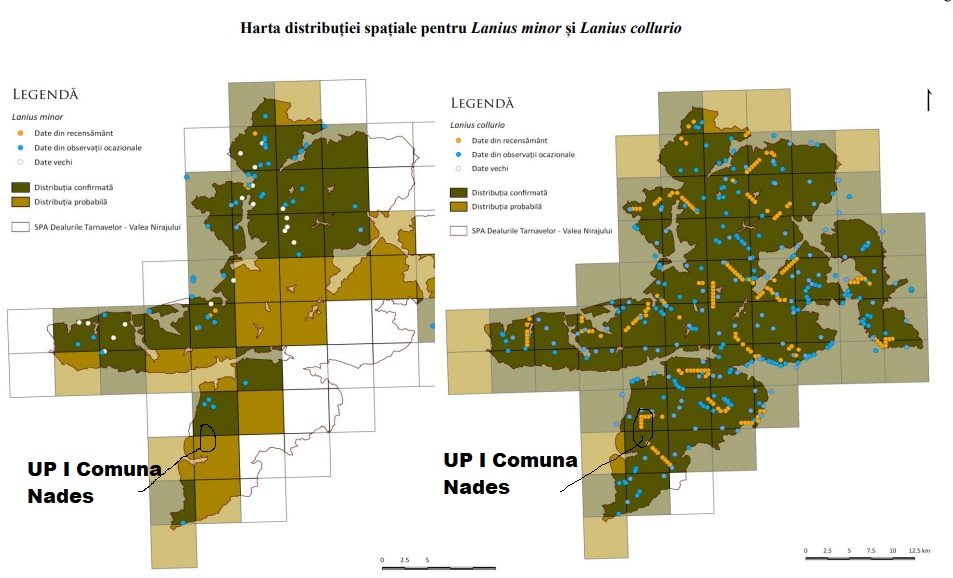 Harta distribuției spațiale pentru Lanius minor și Lanius collurio
LEGENDĂ
Lanius minor
Date din recensământ
Date din observații ocazionale
Date vechi
Distribuția confirmată
Distribuția probabilă
SPA Dealurile Tarnavelor - Valea Nirajului
UP I Comuna
Nades
0 2.5 5
LEGENDĂ
Lanius collurio
Date din recensământ
Date din observații ocazionale
Date vechi
Distribuția confirmată
Distribuția probabilă
SPA Dealurile Tarnavelor - Valea Nirajului
UP I Comuna
Nades
0 2.5 5 7.5 10 12.5 km